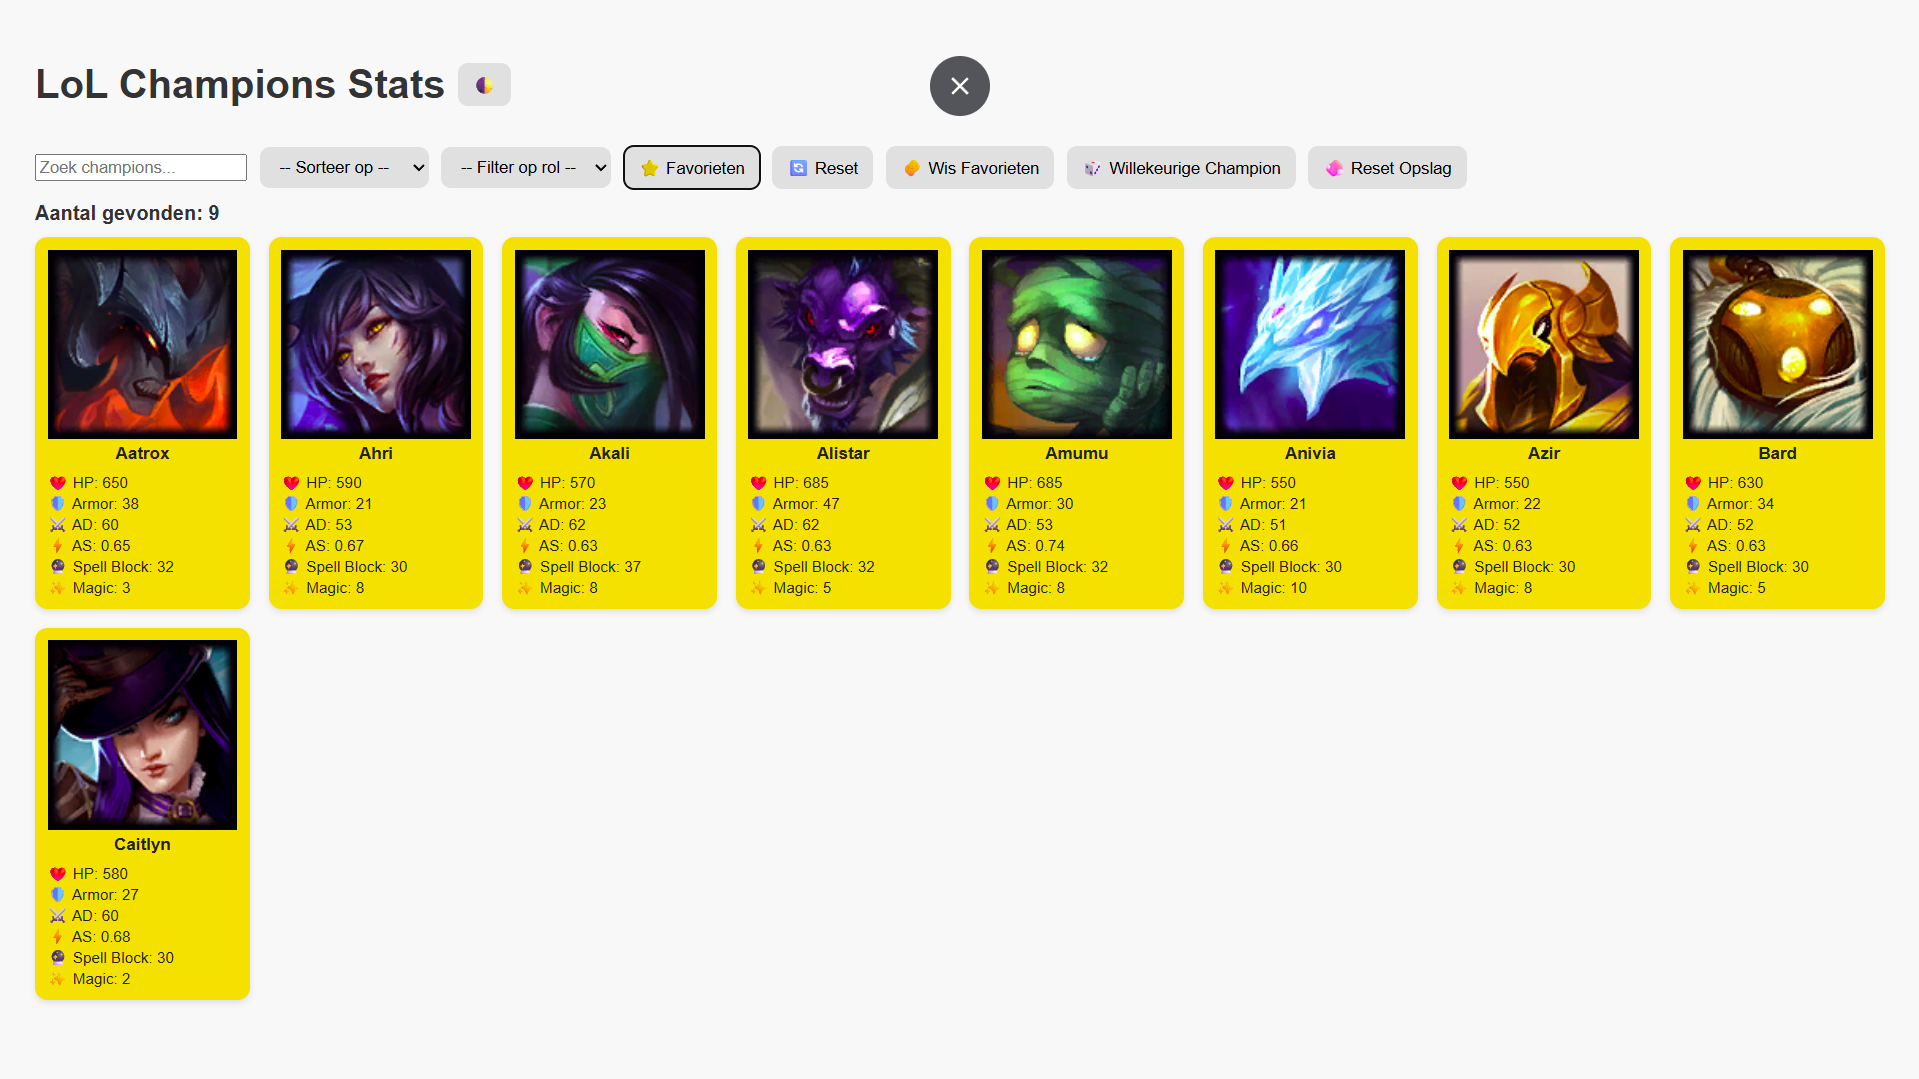 LoL Champions Stats
Zoek champions...
-- Sorteer op --
-- Filter op rol --
Favorieten
Reset
Wis Favorieten
Willekeurige Champion
Reset Opslag
Aantal gevonden: 9
Aatrox
HP: 650
Armor: 38
AD: 60
AS: 0.65
Spell Block: 32
Magic: 3
Ahri
HP: 590
Armor: 21
AD: 53
AS: 0.67
Spell Block: 30
Magic: 8
Akali
HP: 570
Armor: 23
AD: 62
AS: 0.63
Spell Block: 37
Magic: 8
Alistar
HP: 685
Armor: 47
AD: 62
AS: 0.63
Spell Block: 32
Magic: 5
Amumu
HP: 685
Armor: 30
AD: 53
AS: 0.74
Spell Block: 32
Magic: 8
Anivia
HP: 550
Armor: 21
AD: 51
AS: 0.66
Spell Block: 30
Magic: 10
Azir
HP: 550
Armor: 22
AD: 52
AS: 0.63
Spell Block: 30
Magic: 8
Bard
HP: 630
Armor: 34
AD: 52
AS: 0.63
Spell Block: 30
Magic: 5
Caitlyn
HP: 580
Armor: 27
AD: 60
AS: 0.68
Spell Block: 30
Magic: 2